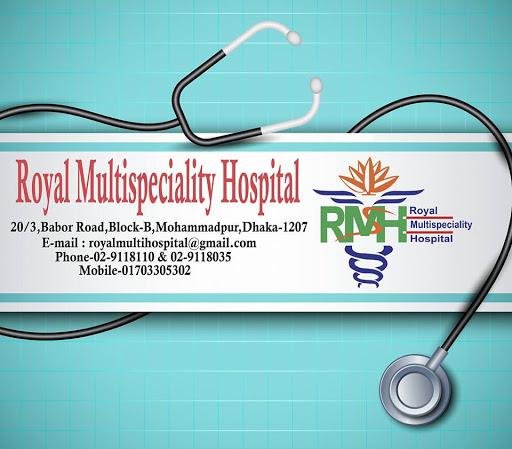 Royal Multispeciality Hospital
20/3,Babor Road,Block-B,Mohammadpur,Dhaka-1207
E-mail : royalmultihospital@gmail.com
Phone-02-9118110 & 02-9118035
Mobile-01703305302
RMH
Royal
Multispeciality
Hospital